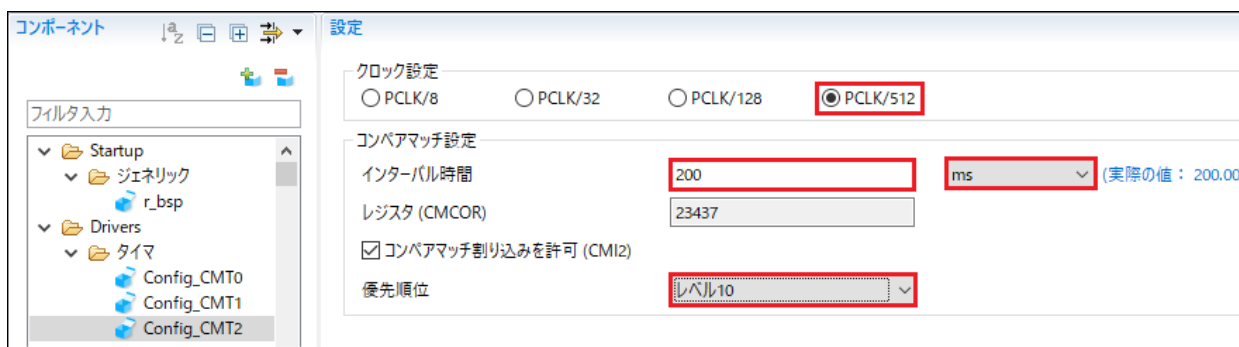 コンポーネント
設定
フィルタ入力
Startup
ジェネリック
r_bsp
Drivers
タイマ
Config_CMT0
Config_CMT1
Config_CMT2
クロック設定
PCLK/8 PCLK/32 PCLK/128 PCLK/512
コンペアマッチ設定
インターバル時間 200 ms (実際の値： 200.00
レジスタ (CMCOR) 23437
コンペアマッチ割り込みを許可 (CMI2)
優先順位 レベル10